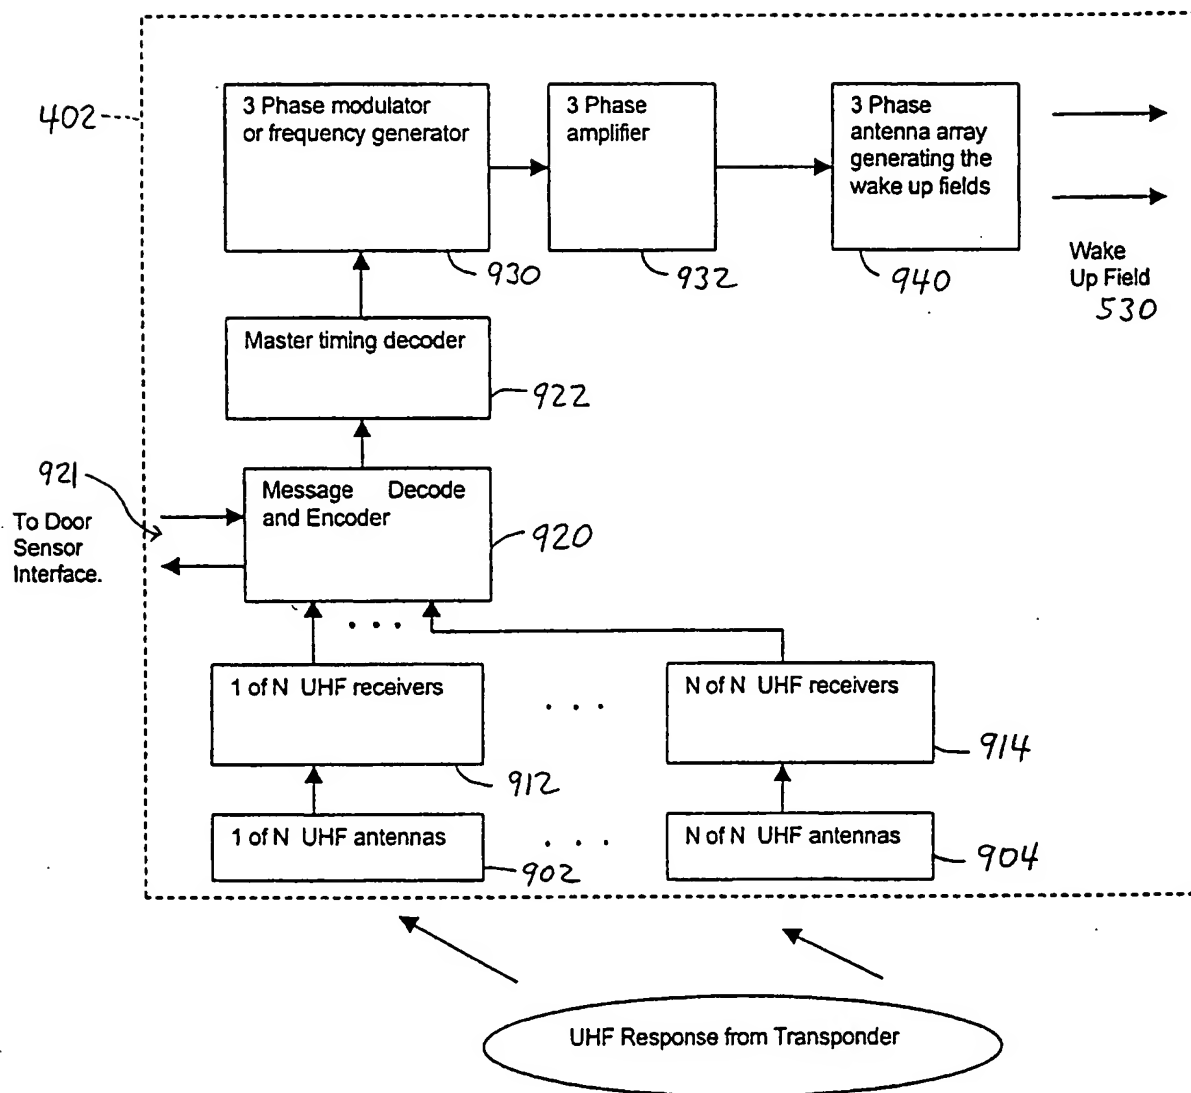 402
3 Phase modulator
or frequency generator
930
3 Phase
amplifier
932
3 Phase
antenna array
generating the
wake up fields
940
Wake
Up Field
530
Master timing decoder
922
921
To Door
Sensor
Interface.
Message Decode
and Encoder
920
. . .
1 of N UHF receivers
912
. . .
N of N UHF receivers
914
1 of N UHF antennas
902
. . .
N of N UHF antennas
904
UHF Response from Transponder